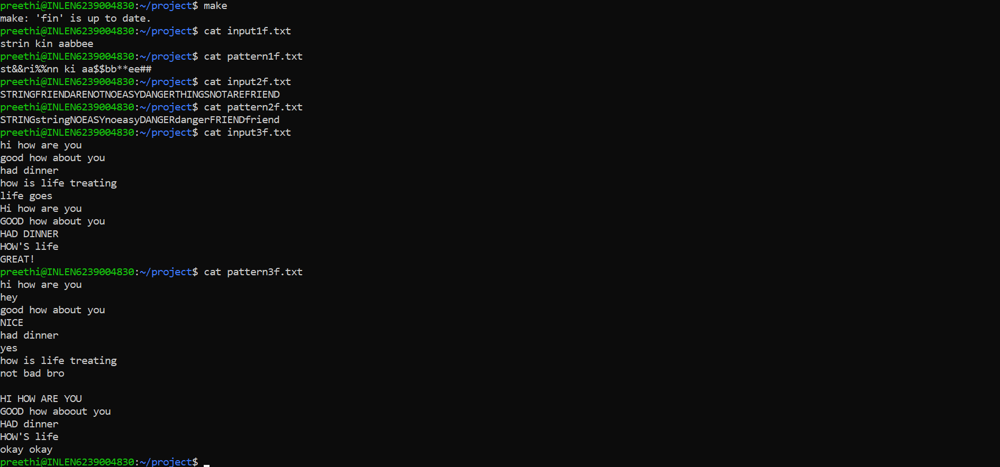 preethi@INLEN6239004830:~/project$ make
make: 'fin' is up to date.
preethi@INLEN6239004830:~/project$ cat input1f.txt
strin kin aabbee
preethi@INLEN6239004830:~/project$ cat pattern1f.txt
st&&ri%%nn ki aa$$bb**ee##
preethi@INLEN6239004830:~/project$ cat input2f.txt
STRINGFRIENDARENOTNOEASYDANGERTHINGSNOTAREFRIEND
preethi@INLEN6239004830:~/project$ cat pattern2f.txt
STRINGstringNOEASYnoeasyDANGERdangerFRIENDfriend
preethi@INLEN6239004830:~/project$ cat input3f.txt
hi how are you
good how about you
had dinner
how is life treating
life goes
Hi how are you
GOOD how about you
HAD DINNER
HOW'S life
GREAT!
preethi@INLEN6239004830:~/project$ cat pattern3f.txt
hi how are you
hey
good how about you
NICE
had dinner
yes
how is life treating
not bad bro
HI HOW ARE YOU
GOOD how aboout you
HAD dinner
HOW'S life
okay okay
preethi@INLEN6239004830:~/project$